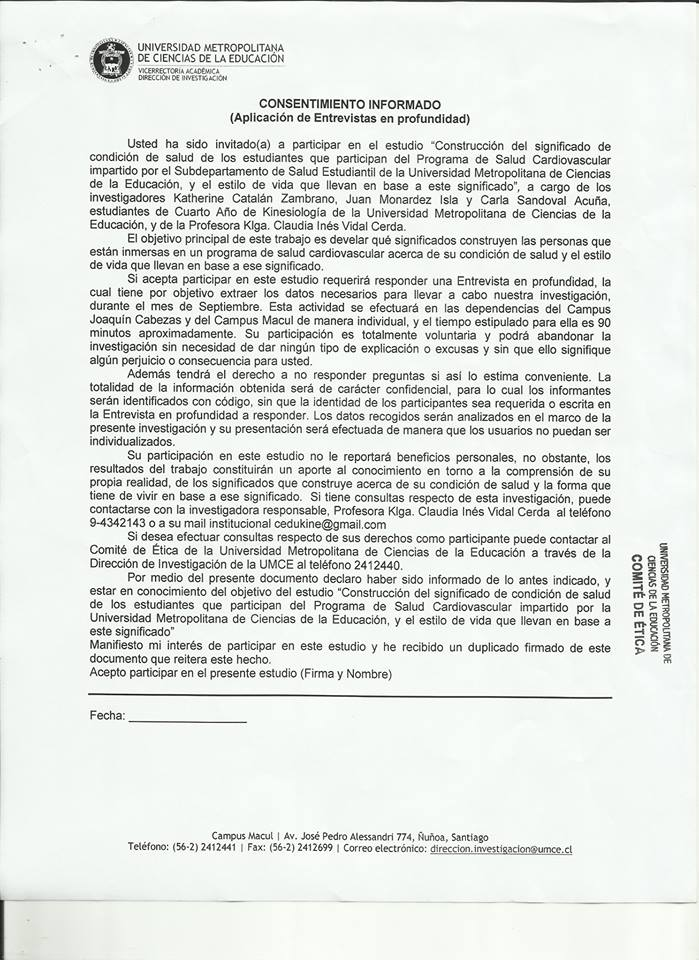 UNIVERSIDAD METROPOLITANA
DE CIENCIAS DE LA EDUCACIÓN
VICERRECTORÍA ACADÉMICA
DIRECCIÓN DE INVESTIGACIÓN
CONSENTIMIENTO INFORMADO
(Aplicación de Entrevistas en profundidad)
Usted ha sido invitado(a) a participar en el estudio “Construcción del significado de
condición de salud de los estudiantes que participan del Programa de Salud Cardiovascular
impartido por el Subdepartamento de Salud Estudiantil de la Universidad Metropolitana de Ciencias
de la Educación, y el estilo de vida que llevan en base a este significado”, a cargo de los
investigadores Katherine Catalán Zambrano, Juan Monardez Isla y Carla Sandoval Acuña,
estudiantes de Cuarto Año de Kinesiología de la Universidad Metropolitana de Ciencias de la
Educación, y de la Profesora Klga. Claudia Inés Vidal Cerda.
El objetivo principal de este trabajo es develar qué significados construyen las personas que
están inmersas en un programa de salud cardiovascular acerca de su condición de salud y el estilo
de vida que llevan en base a ese significado.
Si acepta participar en este estudio requerirá responder una Entrevista en profundidad, la
cual tiene por objetivo extraer los datos necesarios para llevar a cabo nuestra investigación,
durante el mes de Septiembre. Esta actividad se efectuará en las dependencias del Campus
Joaquín Cabezas y del Campus Macul de manera individual, y el tiempo estipulado para ella es 90
minutos aproximadamente. Su participación es totalmente voluntaria y podrá abandonar la
investigación sin necesidad de dar ningún tipo de explicación o excusas y sin que ello signifique
algún perjuicio o consecuencia para usted.
Además tendrá el derecho a no responder preguntas si así lo estima conveniente. La
totalidad de la información obtenida será de carácter confidencial, para lo cual los informantes
serán identificados con código, sin que la identidad de los participantes sea requerida o escrita en
la Entrevista en profundidad a responder. Los datos recogidos serán analizados en el marco de la
presente investigación y su presentación será efectuada de manera que los usuarios no puedan ser
individualizados.
Su participación en este estudio no le reportará beneficios personales, no obstante, los
resultados del trabajo constituirán un aporte al conocimiento en torno a la comprensión de su
propia realidad, de los significados que construye acerca de su condición de salud y la forma que
tiene de vivir en base a ese significado. Si tiene consultas respecto de esta investigación, puede
contactarse con la investigadora responsable, Profesora Klga. Claudia Inés Vidal Cerda al teléfono
9-4342143 o a su mail institucional cedukine@gmail.com
Si desea efectuar consultas respecto de sus derechos como participante puede contactar al
Comité de Ética de la Universidad Metropolitana de Ciencias de la Educación a través de la
Dirección de Investigación de la UMCE al teléfono 2412440.
Por medio del presente documento declaro haber sido informado de lo antes indicado, y
estar en conocimiento del objetivo del estudio “Construcción del significado de condición de salud
de los estudiantes que participan del Programa de Salud Cardiovascular impartido por la
Universidad Metropolitana de Ciencias de la Educación, y el estilo de vida que llevan en base a
este significado”
Manifiesto mi interés de participar en este estudio y he recibido un duplicado firmado de este
documento que reitera este hecho.
Acepto participar en el presente estudio (Firma y Nombre)
Fecha: ___________________
UNIVERSIDAD METROPOLITANA DE
CIENCIAS DE LA EDUCACIÓN
COMITÉ DE ÉTICA
Campus Macul | Av. José Pedro Alessandri 774, Ñuñoa, Santiago
Teléfono: (56-2) 2412441 | Fax: (56-2) 2412699 | Correo electrónico: direccion.investigacion@umce.cl